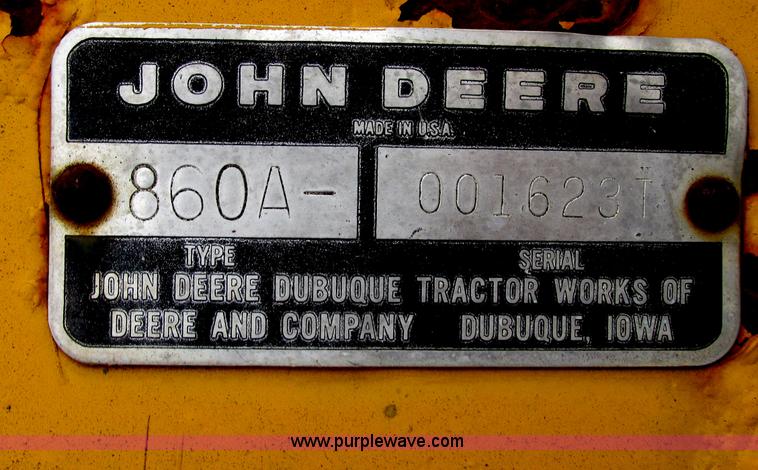 JOHN DEERE
MADE IN U.S.A.
860A- 001623T
TYPE SERIAL
JOHN DEERE DUBUQUE TRACTOR WORKS OF
DEERE AND COMPANY DUBUQUE, IOWA
www.purplewave.com